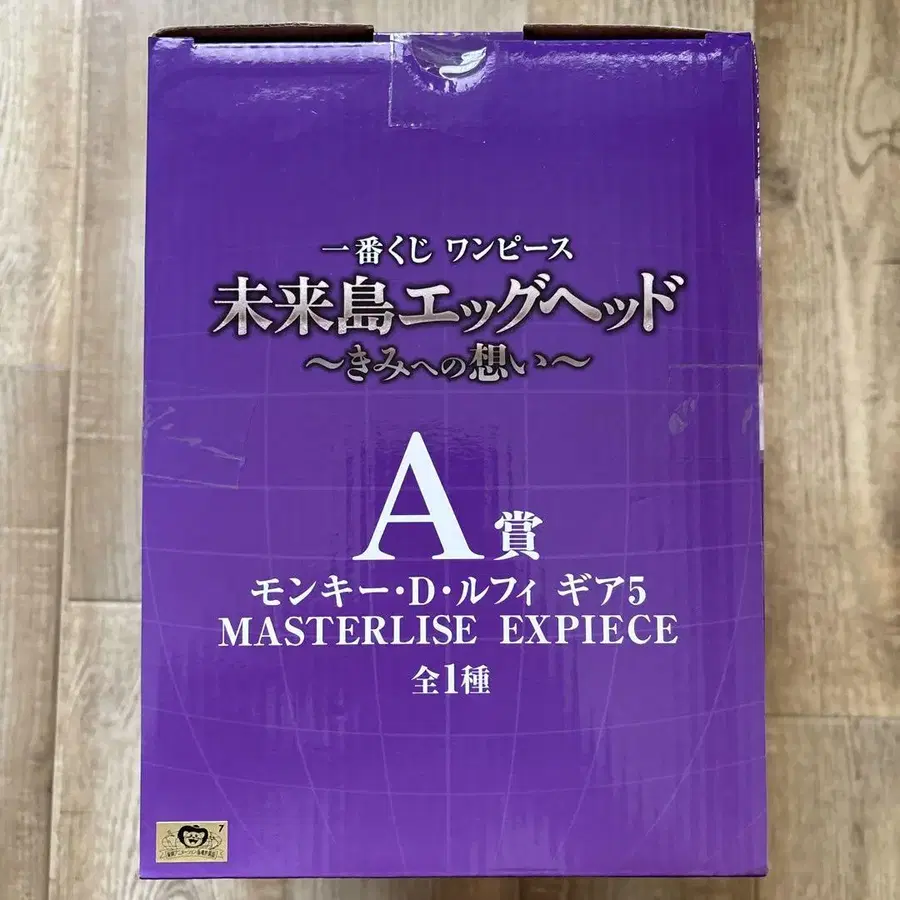 一番くじ ワンピース
未来島エッグヘッド
~きみへの想い~
A賞
モンキー・D・ルフィ ギア5
MASTERLISE EXPIECE
全1種
7